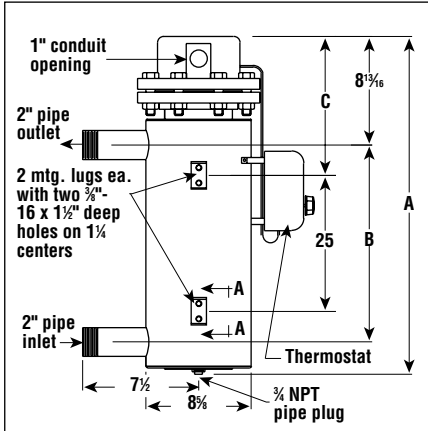 1" conduit
opening
2" pipe
outlet
2 mtg. lugs ea.
with two ⅜"-
16 x 1½" deep
holes on 1¼
centers
2" pipe
inlet
7½
8⅝
¾ NPT
pipe plug
Thermostat
A
A
25
C
8¹³⁄₁₆
B
A